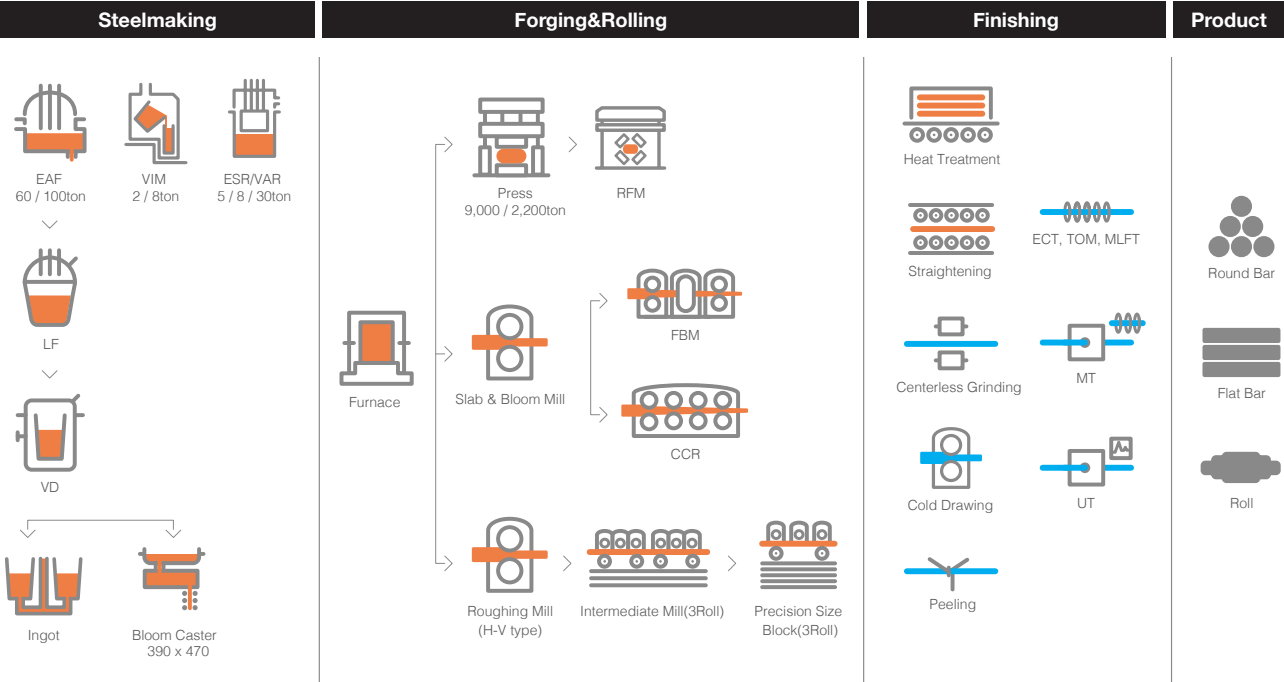 Steelmaking
EAF
60 / 100ton
VIM
2 / 8ton
ESR/VAR
5 / 8 / 30ton
LF
VD
Ingot
Bloom Caster
390 x 470
Forging&Rolling
Furnace
Press
9,000 / 2,200ton
RFM
Slab & Bloom Mill
FBM
CCR
Roughing Mill
(H-V type)
Intermediate Mill(3Roll)
Precision Size
Block(3Roll)
Finishing
Heat Treatment
Straightening
ECT, TOM, MLFT
Centerless Grinding
MT
Cold Drawing
UT
Peeling
Product
Round Bar
Flat Bar
Roll